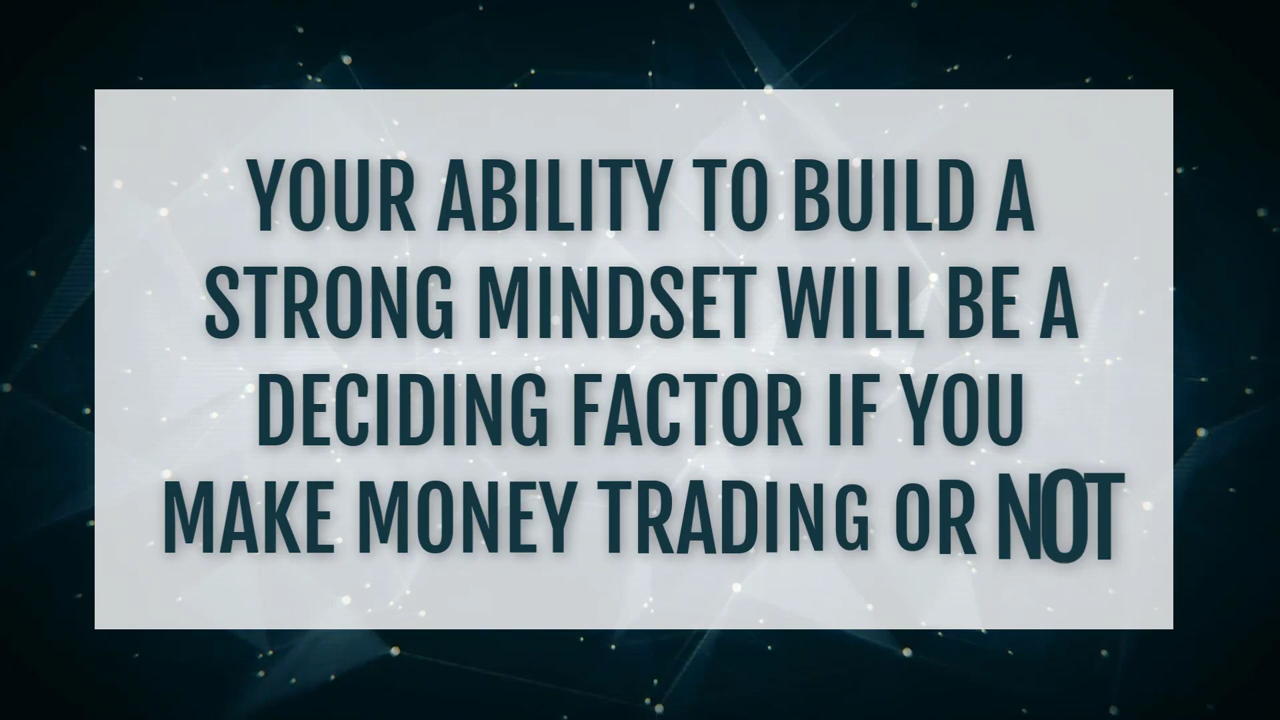 YOUR ABILITY TO BUILD A
STRONG MINDSET WILL BE A
DECIDING FACTOR IF YOU
MAKE MONEY TRADING OR NOT